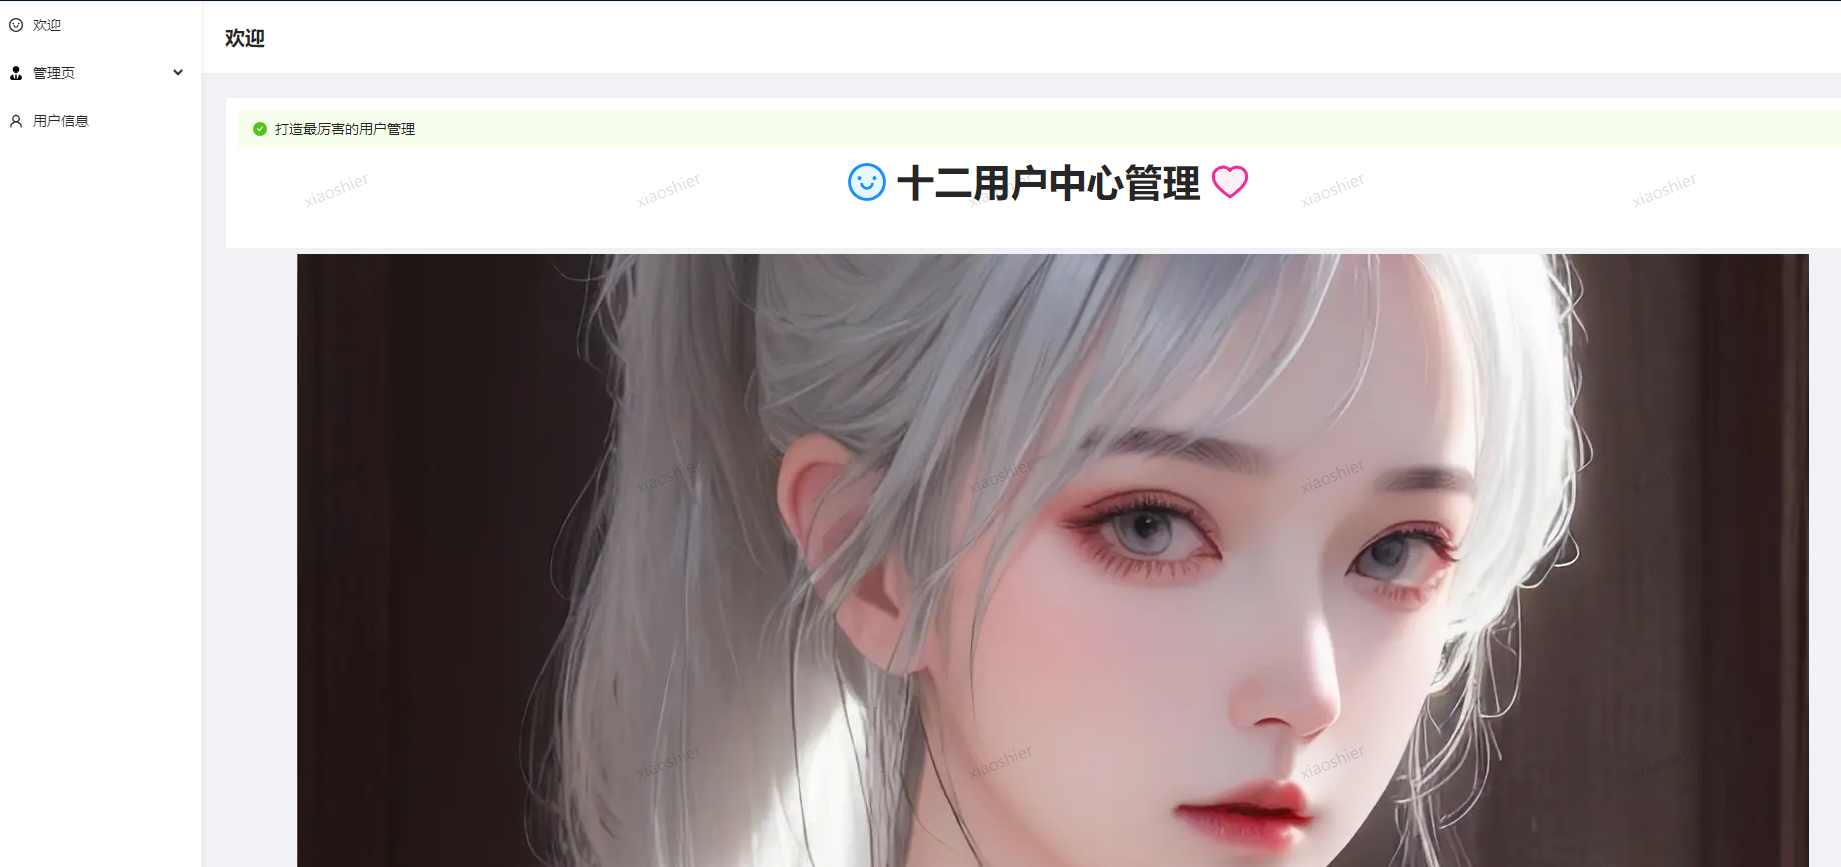 欢迎
管理页
用户信息
欢迎
打造最厉害的用户管理
十二用户中心管理
xiaoshier
xiaoshier
xiaoshier
xiaoshier
xiaoshier
xiaoshier
xiaoshier
xiaoshier
xiaoshier
xiaoshier
xiaoshier
xiaoshier
xiaoshier